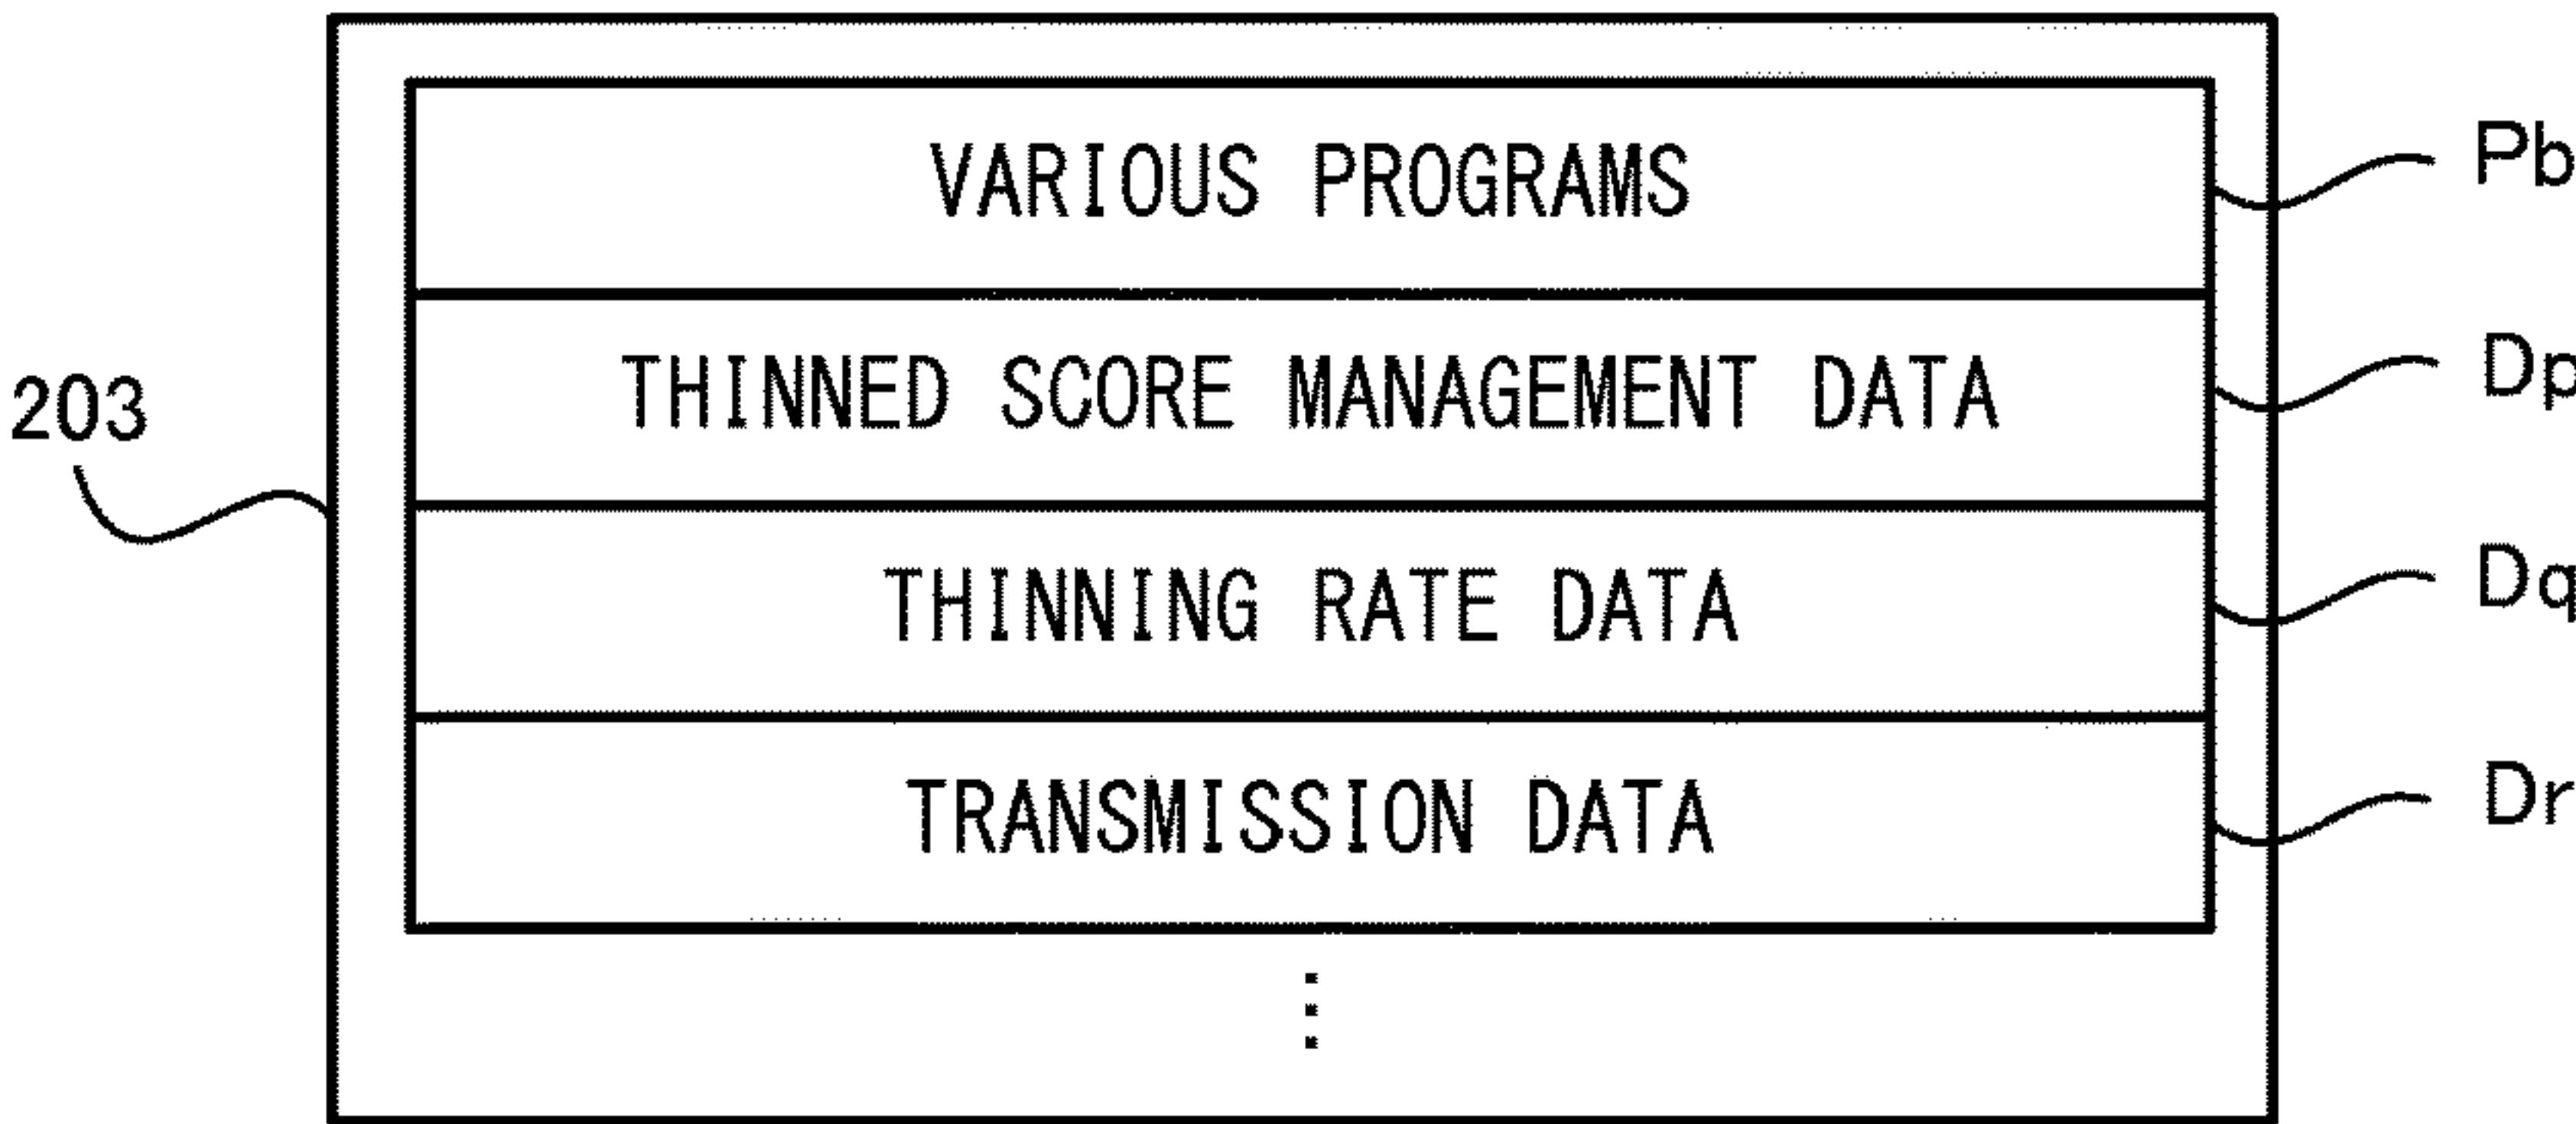 VARIOUS PROGRAMS Pb
THINNED SCORE MANAGEMENT DATA Dp
203
THINNING RATE DATA Dq
TRANSMISSION DATA Dr